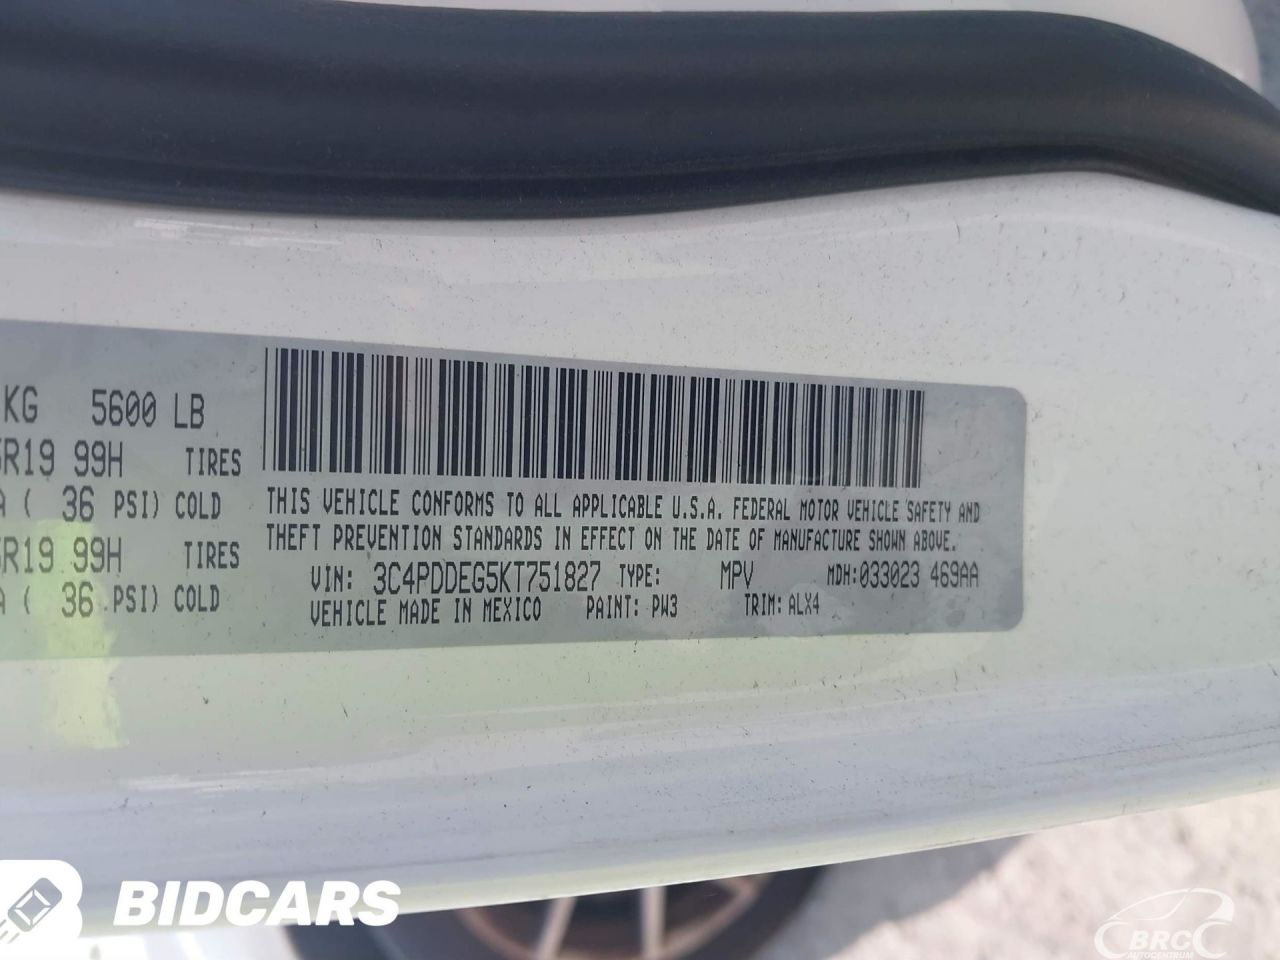 KG 5600 LB
R19 99H TIRES
( 36 PSI) COLD
R19 99H TIRES
( 36 PSI) COLD
THIS VEHICLE CONFORMS TO ALL APPLICABLE U.S.A. FEDERAL MOTOR VEHICLE SAFETY AND
THEFT PREVENTION STANDARDS IN EFFECT ON THE DATE OF MANUFACTURE SHOWN ABOVE.
VIN: 3C4PDDEG5KT751827 TYPE: MPV MDH:033023 469AA
VEHICLE MADE IN MEXICO PAINT: PW3 TRIM: ALX4
BIDCARS
BRC
AUTOCENTRUM